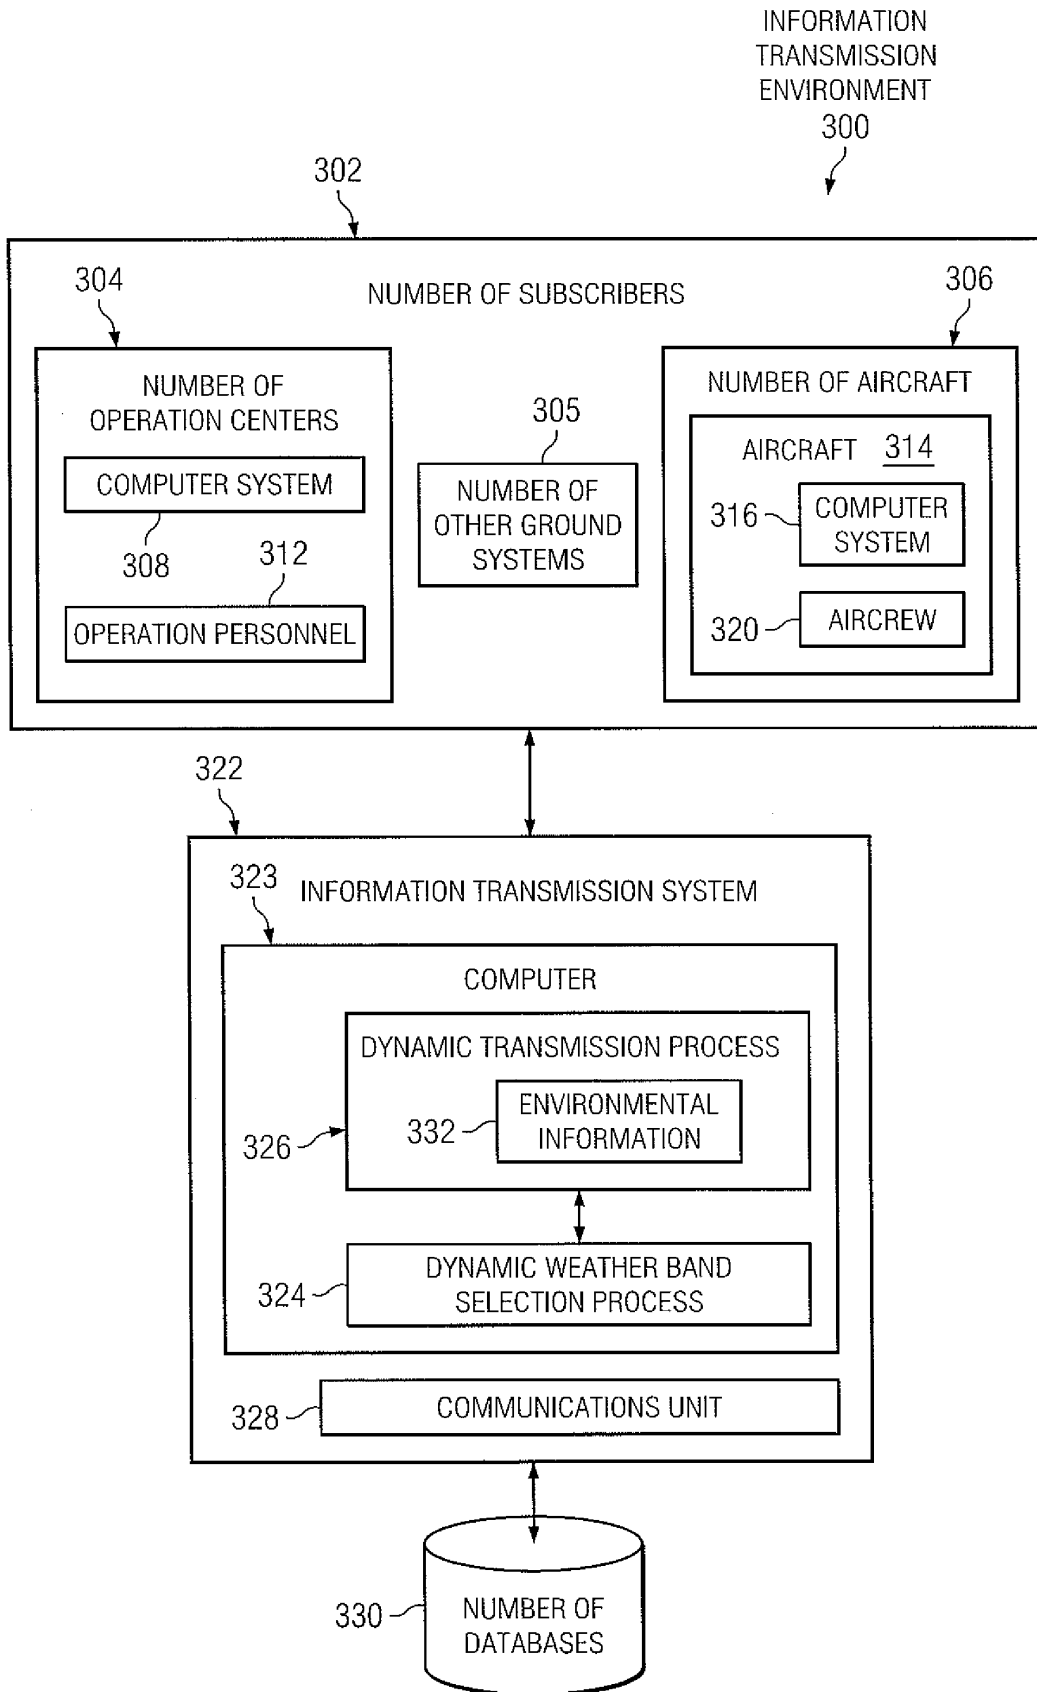 INFORMATION
TRANSMISSION
ENVIRONMENT
300
302
304
NUMBER OF SUBSCRIBERS
306
NUMBER OF
OPERATION CENTERS
COMPUTER SYSTEM
308
312
OPERATION PERSONNEL
305
NUMBER OF
OTHER GROUND
SYSTEMS
NUMBER OF AIRCRAFT
AIRCRAFT 314
316
COMPUTER
SYSTEM
320
AIRCREW
322
323
INFORMATION TRANSMISSION SYSTEM
COMPUTER
DYNAMIC TRANSMISSION PROCESS
326
332
ENVIRONMENTAL
INFORMATION
324
DYNAMIC WEATHER BAND
SELECTION PROCESS
328
COMMUNICATIONS UNIT
330
NUMBER OF
DATABASES